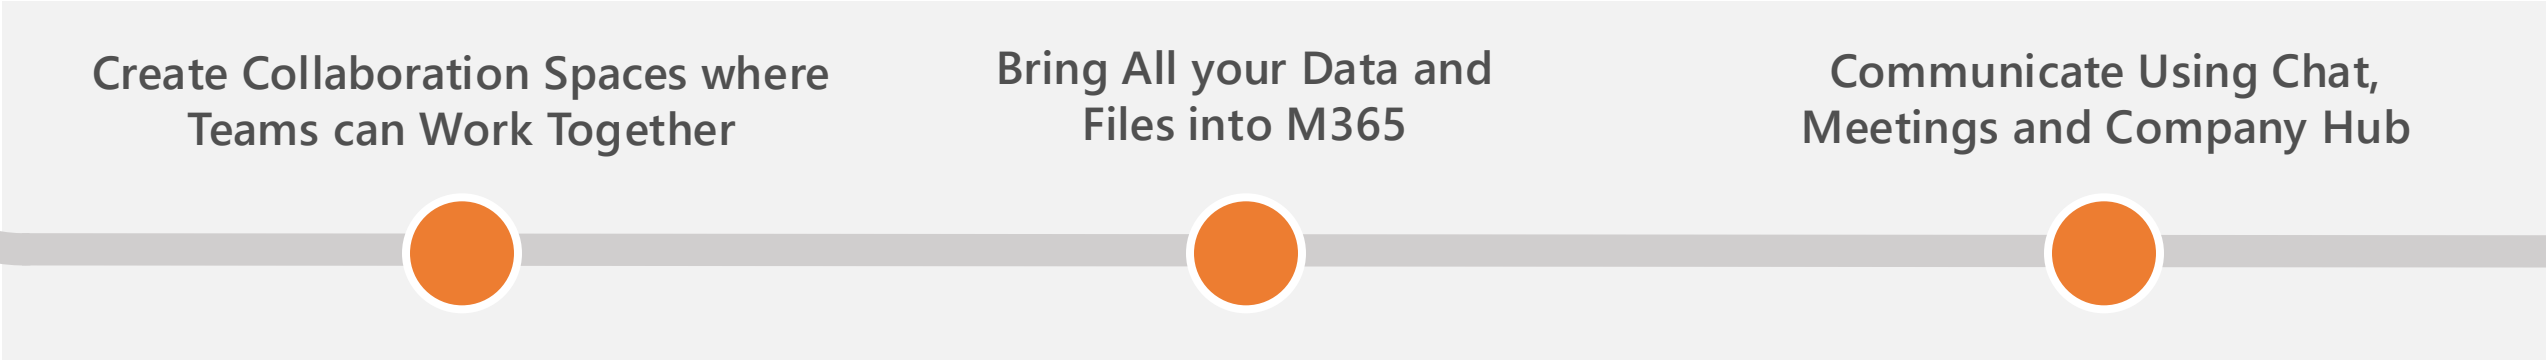 Create Collaboration Spaces where
Teams can Work Together
Bring All your Data and
Files into M365
Communicate Using Chat,
Meetings and Company Hub